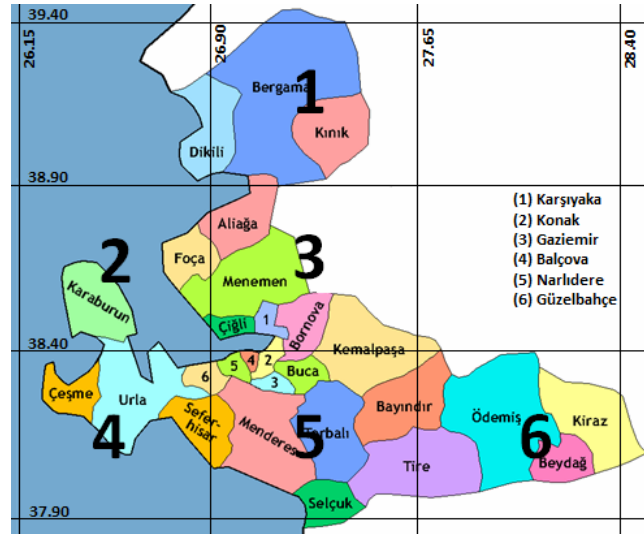 39.40
26.15
26.90
27.65
28.40
Bergama
1
Kınık
Dikili
38.90
(1) Karşıyaka
(2) Konak
(3) Gaziemir
(4) Balçova
(5) Narlıdere
(6) Güzelbahçe
Aliağa
2
Foça
3
Karaburun
Menemen
Çiğli
1
Bornova
38.40
Kemalpaşa
2
4
5
6
3
Buca
Çeşme
Urla
4
Sefer-
hisar
Menderes
5
Torbalı
Bayındır
Ödemiş
6
Kiraz
Beydağ
Tire
Selçuk
37.90